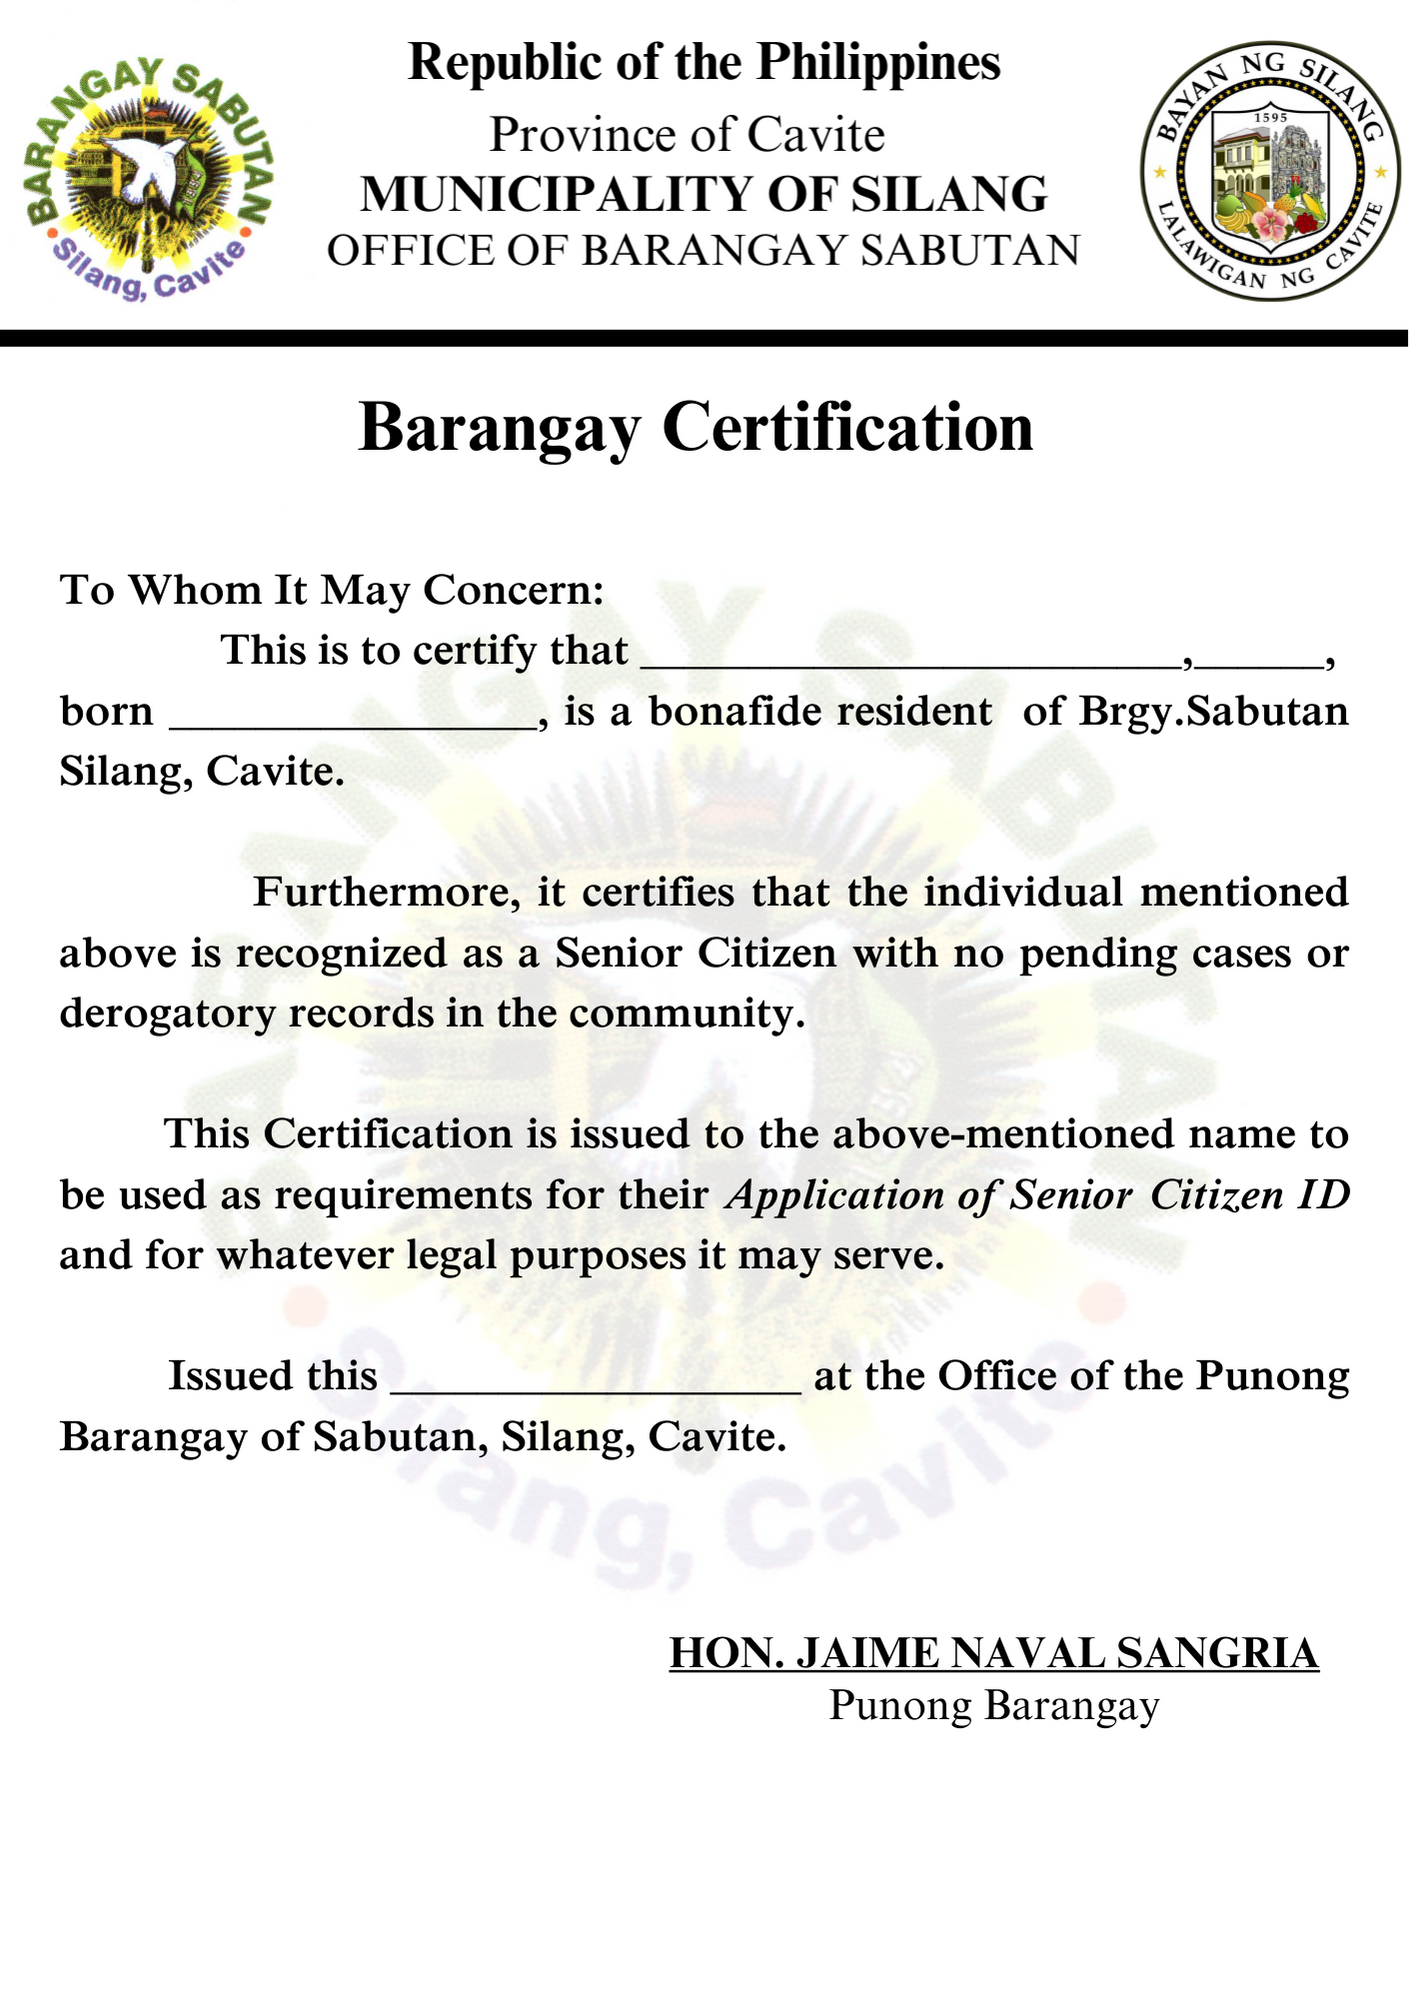 BARANGAY SABUTAN
Silang, Cavite
Republic of the Philippines
Province of Cavite
MUNICIPALITY OF SILANG
OFFICE OF BARANGAY SABUTAN
BAYAN NG SILANG
1595
LALAWIGAN NG CAVITE
Barangay Certification
To Whom It May Concern:
This is to certify that _________________________,______,
born _________________, is a bonafide resident of Brgy.Sabutan
Silang, Cavite.
Furthermore, it certifies that the individual mentioned
above is recognized as a Senior Citizen with no pending cases or
derogatory records in the community.
This Certification is issued to the above-mentioned name to
be used as requirements for their Application of Senior Citizen ID
and for whatever legal purposes it may serve.
Issued this ___________________ at the Office of the Punong
Barangay of Sabutan, Silang, Cavite.
BARANGAY SABUTAN
Silang, Cavite
HON. JAIME NAVAL SANGRIA
Punong Barangay